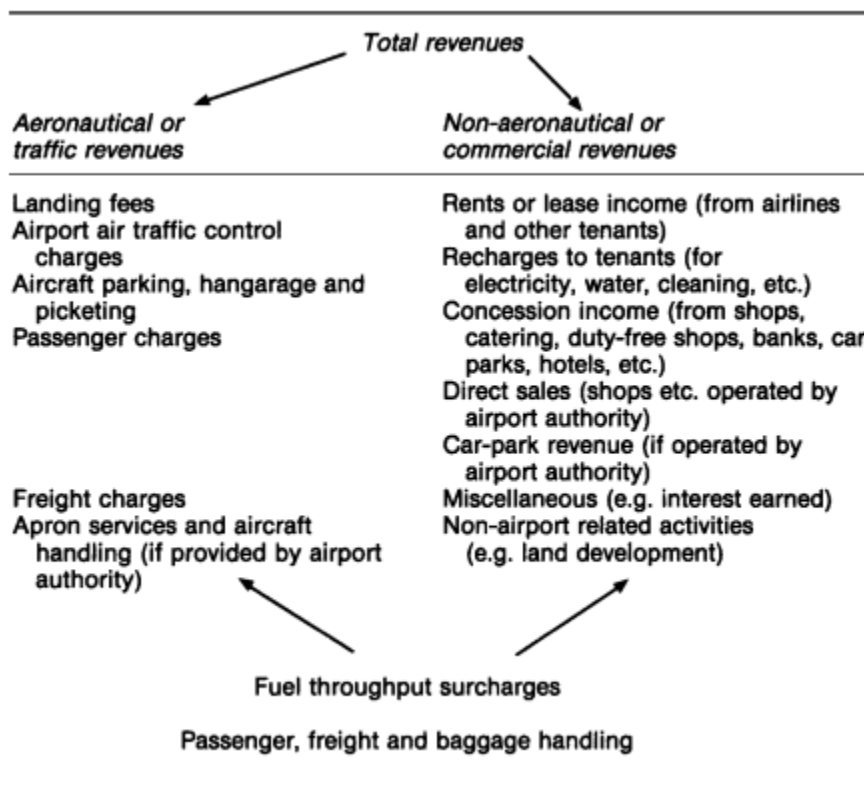 Total revenues
Aeronautical or
traffic revenues
Non-aeronautical or
commercial revenues
Landing fees
Airport air traffic control
charges
Aircraft parking, hangarage and
picketing
Passenger charges
Freight charges
Apron services and aircraft
handling (if provided by airport
authority)
Rents or lease income (from airlines
and other tenants)
Recharges to tenants (for
electricity, water, cleaning, etc.)
Concession income (from shops,
catering, duty-free shops, banks, car
parks, hotels, etc.)
Direct sales (shops etc. operated by
airport authority)
Car-park revenue (if operated by
airport authority)
Miscellaneous (e.g. interest earned)
Non-airport related activities
(e.g. land development)
Fuel throughput surcharges
Passenger, freight and baggage handling